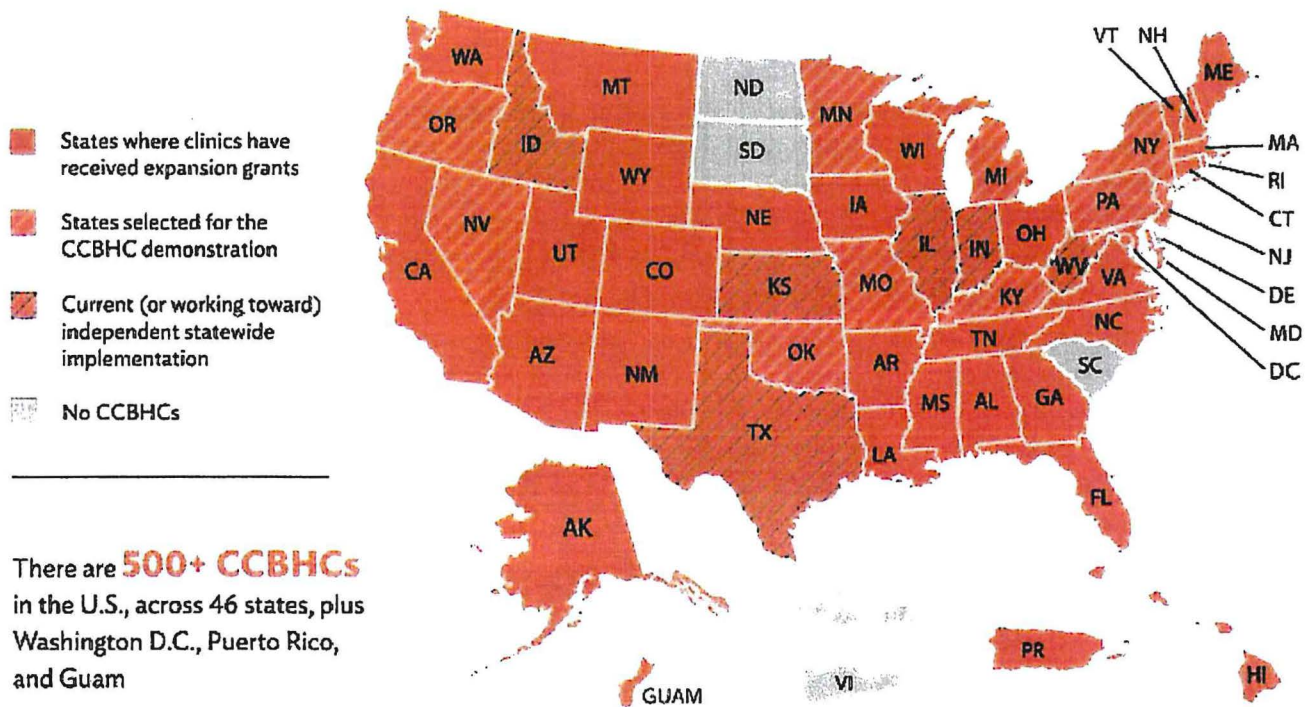 States where clinics have
received expansion grants
States selected for the
CCBHC demonstration
Current (or working toward)
independent statewide
implementation
No CCBHCs
There are 500+ CCBHCs
in the U.S., across 46 states, plus
Washington D.C., Puerto Rico,
and Guam
VT NH
WA
MT
ND
MN
ME
OR
ID
SD
WI
NY
MA
WY
MI
RI
NV
NE
IA
PA
CT
UT
CO
IL
IN
OH
NJ
CA
KS
MO
WV
VA
DE
KY
MD
AZ
NM
OK
AR
TN
NC
DC
SC
TX
MS
AL
GA
LA
FL
AK
PR
HI
VI
GUAM